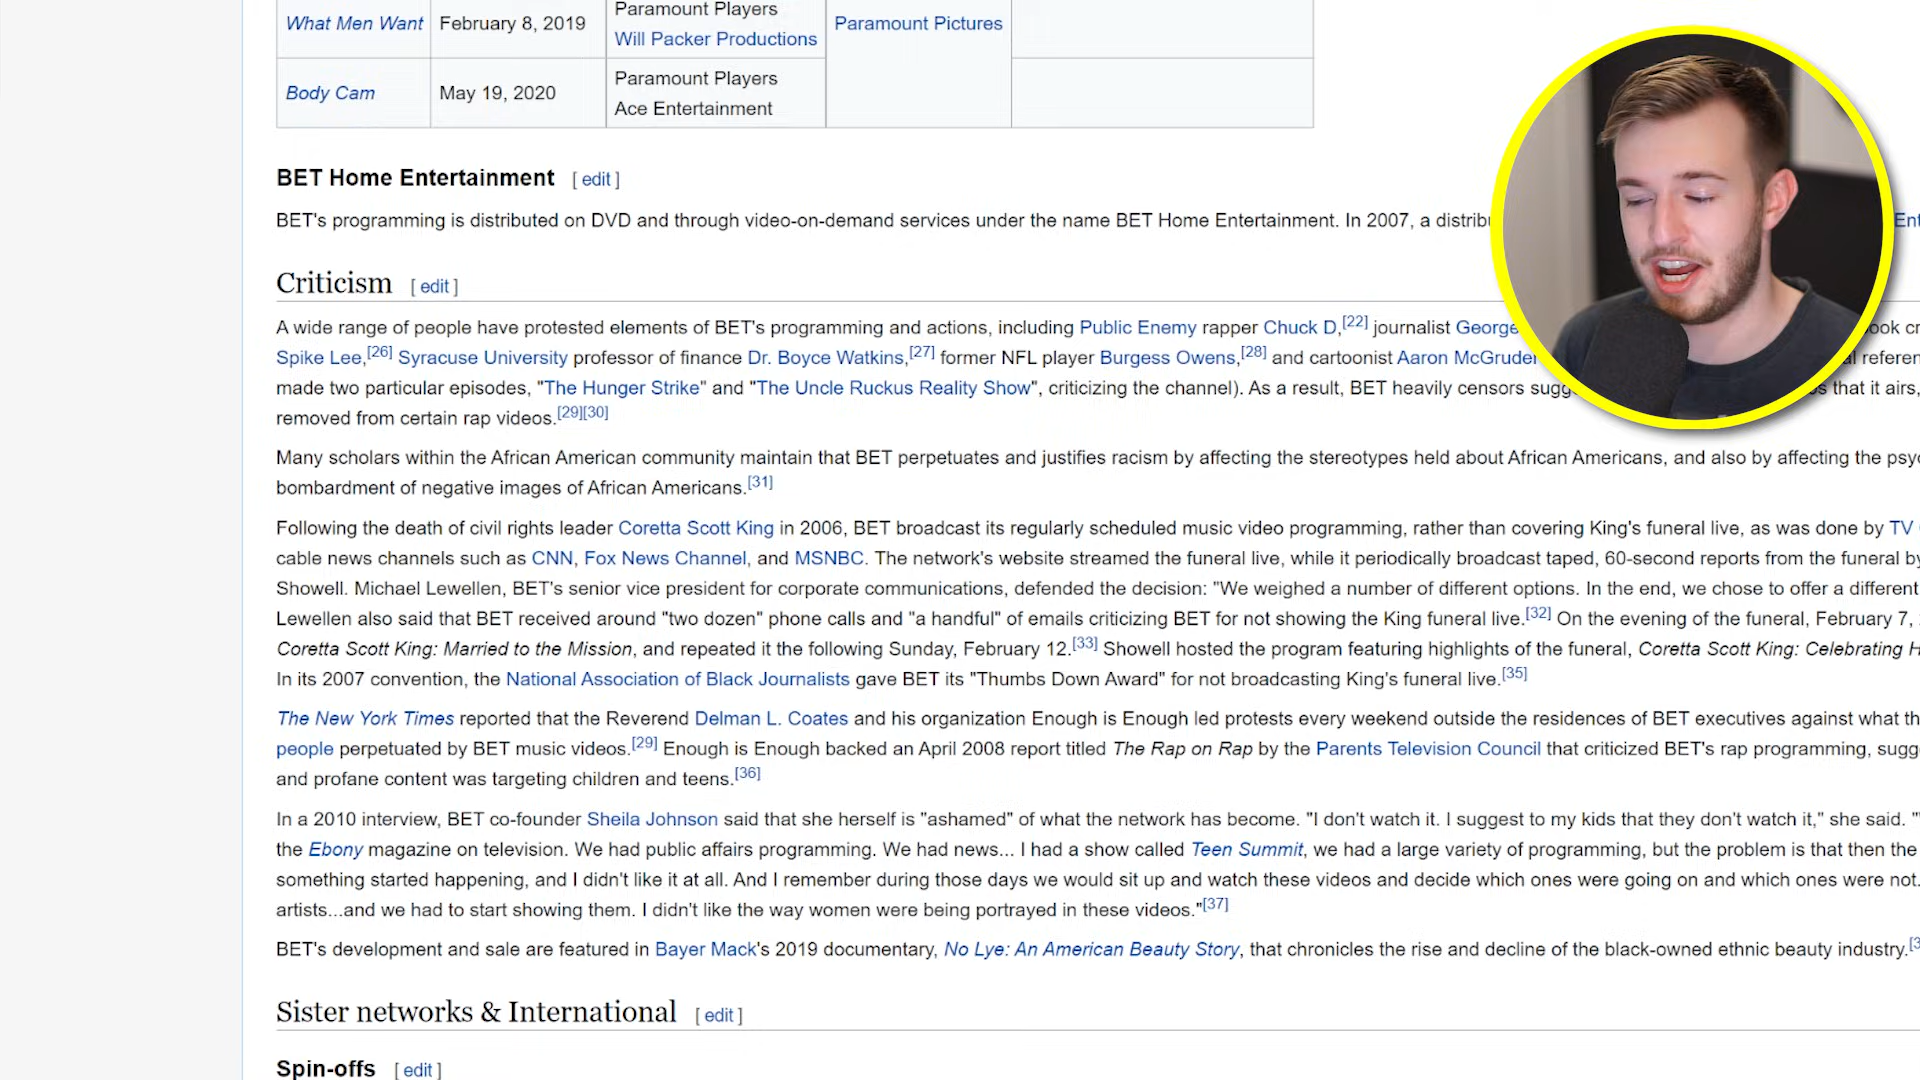 What Men Want February 8, 2019 Paramount Players Will Packer Productions Paramount Pictures
Body Cam May 19, 2020 Paramount Players Ace Entertainment
BET Home Entertainment [ edit ]
BET's programming is distributed on DVD and through video-on-demand services under the name BET Home Entertainment. In 2007, a
Criticism [ edit ]
A wide range of people have protested elements of BET's programming and actions, including Public Enemy rapper Chuck D,[22] journalist George
Spike Lee,[26] Syracuse University professor of finance Dr. Boyce Watkins,[27] former NFL player Burgess Owens,[28] and cartoonist Aaron
made two particular episodes, "The Hunger Strike" and "The Uncle Ruckus Reality Show", criticizing the channel). As a result, BET heavily censors that it airs,
removed from certain rap videos.[29][30]
Many scholars within the African American community maintain that BET perpetuates and justifies racism by affecting the stereotypes held about African Americans, and also by affecting the
bombardment of negative images of African Americans.[31]
Following the death of civil rights leader Coretta Scott King in 2006, BET broadcast its regularly scheduled music video programming, rather than covering King's funeral live, as was done by TV
cable news channels such as CNN, Fox News Channel, and MSNBC. The network's website streamed the funeral live, while it periodically broadcast taped, 60-second reports from the funeral by
Showell. Michael Lewellen, BET's senior vice president for corporate communications, defended the decision: "We weighed a number of different options. In the end, we chose to offer a different
Lewellen also said that BET received around "two dozen" phone calls and "a handful" of emails criticizing BET for not showing the King funeral live.[32] On the evening of the funeral, February 7,
Coretta Scott King: Married to the Mission, and repeated it the following Sunday, February 12.[33] Showell hosted the program featuring highlights of the funeral, Coretta Scott King: Celebrating
In its 2007 convention, the National Association of Black Journalists gave BET its "Thumbs Down Award" for not broadcasting King's funeral live.[35]
The New York Times reported that the Reverend Delman L. Coates and his organization Enough is Enough led protests every weekend outside the residences of BET executives against what
people perpetuated by BET music videos.[29] Enough is Enough backed an April 2008 report titled The Rap on Rap by the Parents Television Council that criticized BET's rap programming,
and profane content was targeting children and teens.[36]
In a 2010 interview, BET co-founder Sheila Johnson said that she herself is "ashamed" of what the network has become. "I don't watch it. I suggest to my kids that they don't watch it," she said.
the Ebony magazine on television. We had public affairs programming. We had news... I had a show called Teen Summit, we had a large variety of programming, but the problem is that then the
something started happening, and I didn't like it at all. And I remember during those days we would sit up and watch these videos and decide which ones were going on and which ones were not.
artists...and we had to start showing them. I didn't like the way women were being portrayed in these videos."[37]
BET's development and sale are featured in Bayer Mack's 2019 documentary, No Lye: An American Beauty Story, that chronicles the rise and decline of the black-owned ethnic beauty industry.
Sister networks & International [ edit ]
Spin-offs [ edit ]